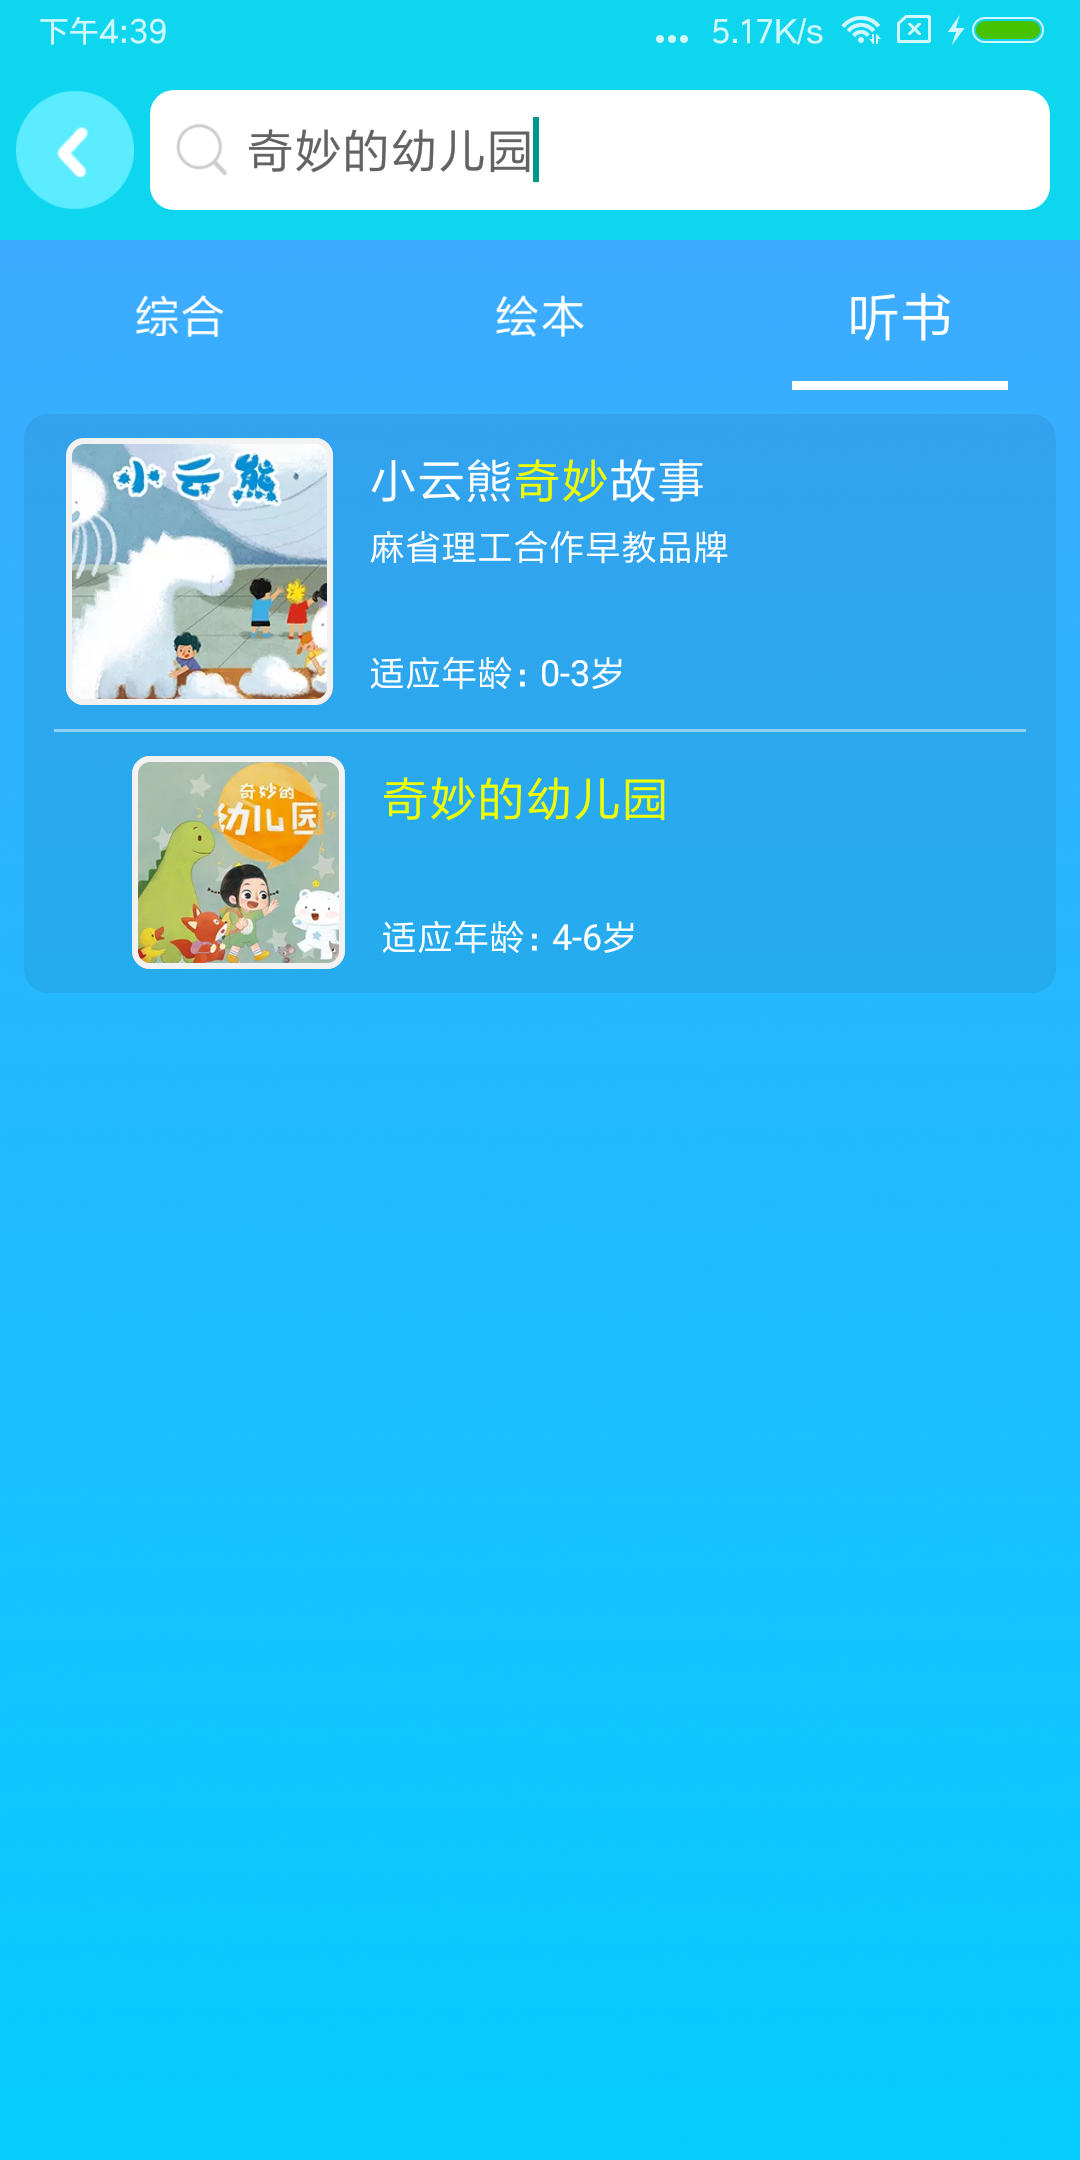 下午4:39
... 5.17K/s
奇妙的幼儿园
综合
绘本
听书
小云熊
小云熊奇妙故事
麻省理工合作早教品牌
适应年龄: 0-3岁
奇妙的
幼儿园
奇妙的幼儿园
适应年龄: 4-6岁